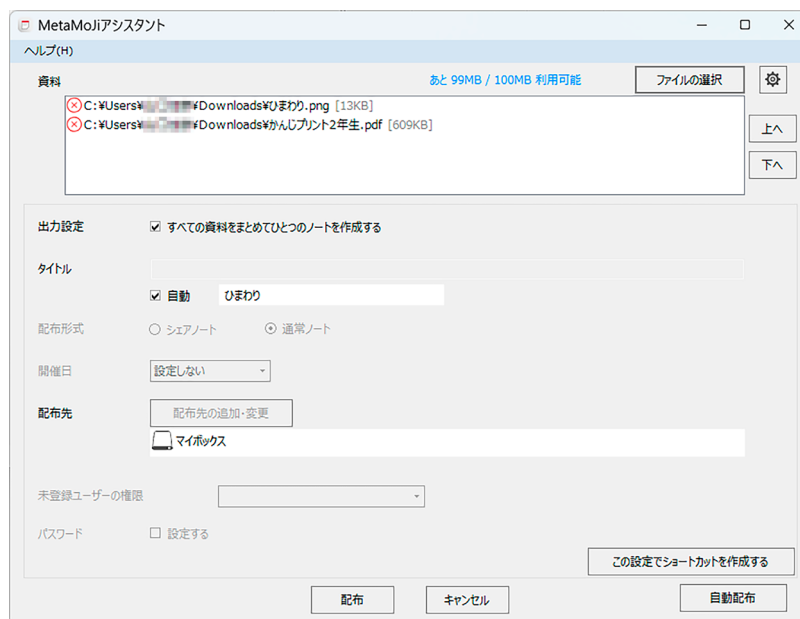 MetaMoJiアシスタント
ヘルプ(H)
資料
あと 99MB / 100MB 利用可能
ファイルの選択
C:¥Users¥ ¥Downloads¥ひまわり.png [13KB]
C:¥Users¥ ¥Downloads¥かんじプリント2年生.pdf [609KB]
上へ
下へ
出力設定
すべての資料をまとめてひとつのノートを作成する
タイトル
自動
ひまわり
配布形式
シェアノート
通常ノート
開催日
設定しない
配布先
配布先の追加・変更
マイボックス
未登録ユーザーの権限
パスワード
設定する
この設定でショートカットを作成する
配布
キャンセル
自動配布